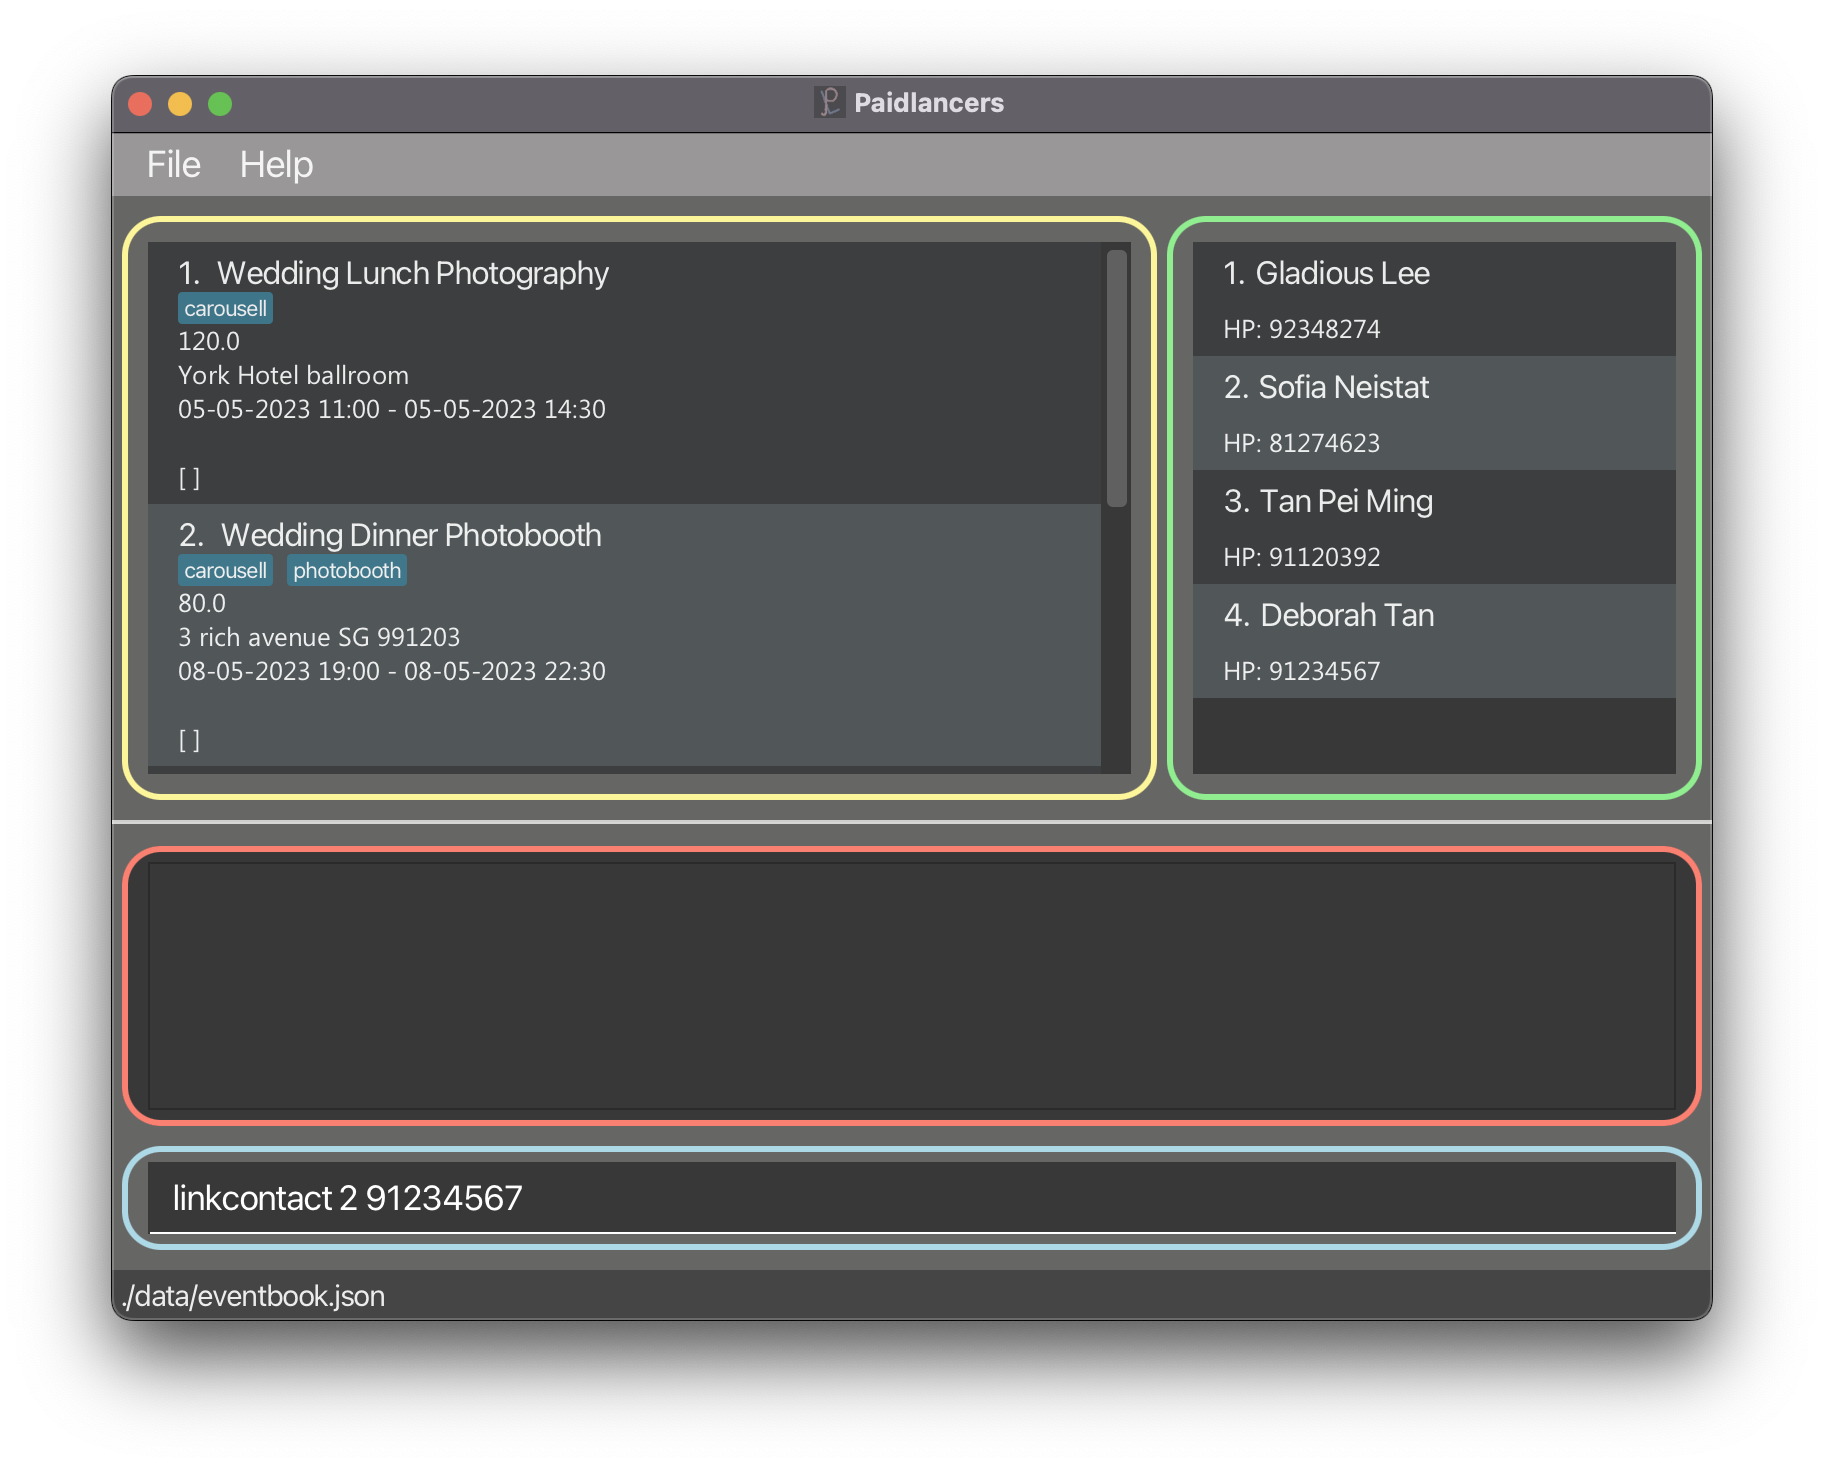 Paidlancers
File Help
1. Wedding Lunch Photography
carousell
120.0
York Hotel ballroom
05-05-2023 11:00 - 05-05-2023 14:30
[ ]
2. Wedding Dinner Photobooth
carousell photobooth
80.0
3 rich avenue SG 991203
08-05-2023 19:00 - 08-05-2023 22:30
[ ]
1. Gladious Lee
HP: 92348274
2. Sofia Neistat
HP: 81274623
3. Tan Pei Ming
HP: 91120392
4. Deborah Tan
HP: 91234567
linkcontact 2 91234567
./data/eventbook.json